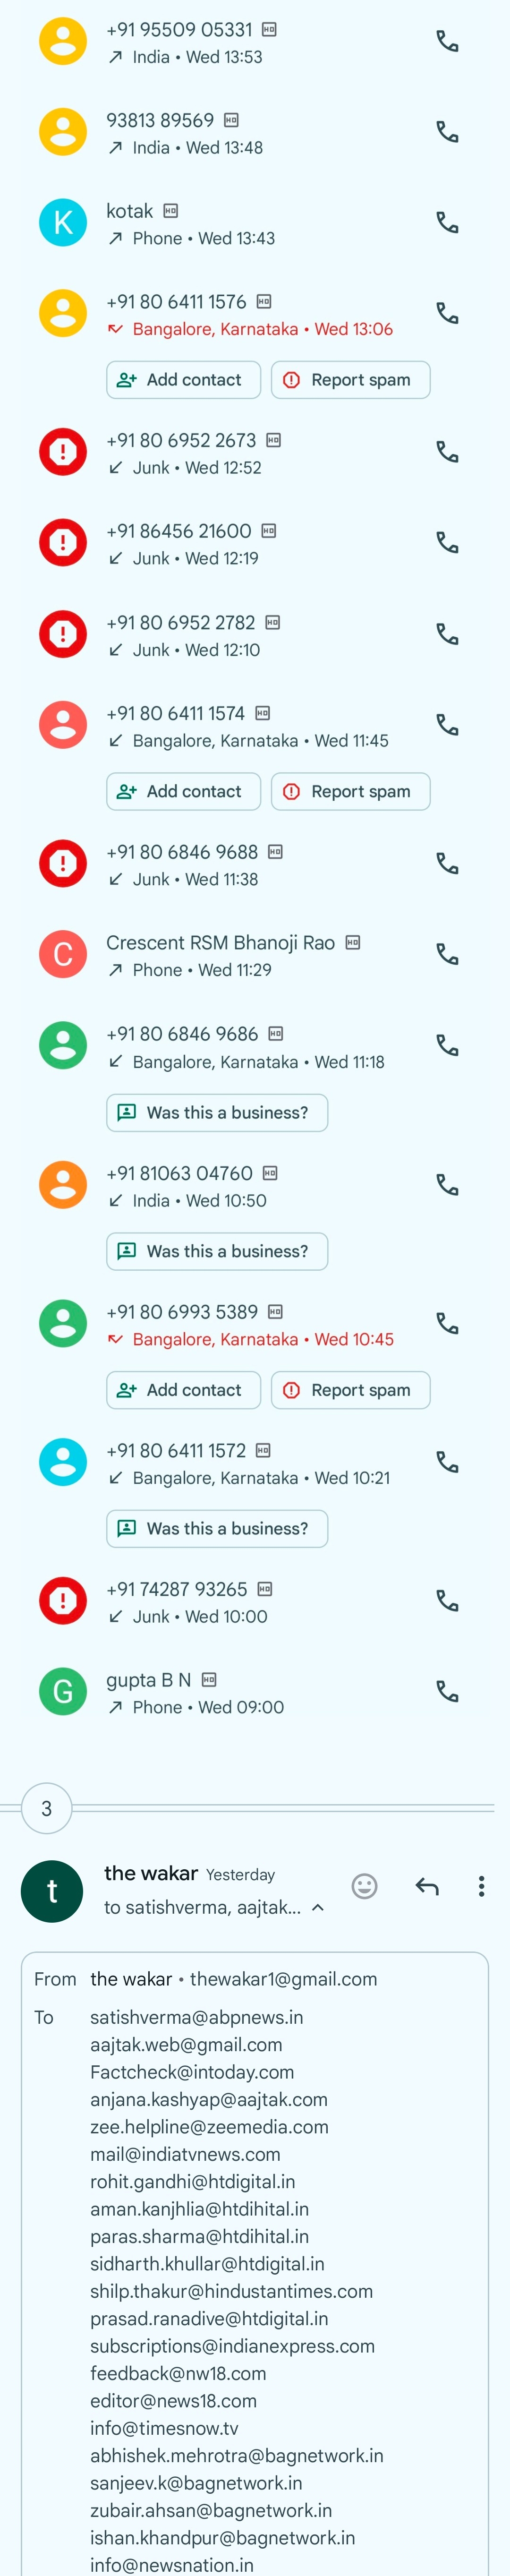 +91 95509 05331 HD
India • Wed 13:53
93813 89569 HD
India • Wed 13:48
K
kotak HD
Phone • Wed 13:43
+91 80 6411 1576 HD
Bangalore, Karnataka • Wed 13:06
Add contact
Report spam
+91 80 6952 2673 HD
Junk • Wed 12:52
+91 86456 21600 HD
Junk • Wed 12:19
+91 80 6952 2782 HD
Junk • Wed 12:10
+91 80 6411 1574 HD
Bangalore, Karnataka • Wed 11:45
Add contact
Report spam
+91 80 6846 9688 HD
Junk • Wed 11:38
C
Crescent RSM Bhanoji Rao HD
Phone • Wed 11:29
+91 80 6846 9686 HD
Bangalore, Karnataka • Wed 11:18
Was this a business?
+91 81063 04760 HD
India • Wed 10:50
Was this a business?
+91 80 6993 5389 HD
Bangalore, Karnataka • Wed 10:45
Add contact
Report spam
+91 80 6411 1572 HD
Bangalore, Karnataka • Wed 10:21
Was this a business?
+91 74287 93265 HD
Junk • Wed 10:00
G
gupta B N HD
Phone • Wed 09:00
3
t
the wakar Yesterday
to satishverma, aajtak...
From the wakar • thewakar1@gmail.com
To satishverma@abpnews.in
aajtak.web@gmail.com
Factcheck@intoday.com
anjana.kashyap@aajtak.com
zee.helpline@zeemedia.com
mail@indiatvnews.com
rohit.gandhi@htdigital.in
aman.kanjhlia@htdihital.in
paras.sharma@htdihital.in
sidharth.khullar@htdigital.in
shilp.thakur@hindustantimes.com
prasad.ranadive@htdigital.in
subscriptions@indianexpress.com
feedback@nw18.com
editor@news18.com
info@timesnow.tv
abhishek.mehrotra@bagnetwork.in
sanjeev.k@bagnetwork.in
zubair.ahsan@bagnetwork.in
ishan.khandpur@bagnetwork.in
info@newsnation.in